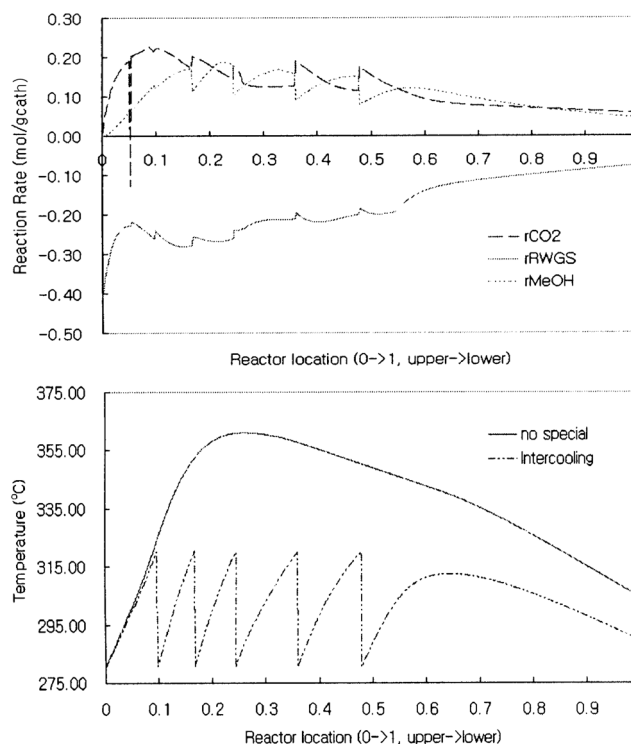 0.30
0.20
0.10
0.00
-0.10
-0.20
-0.30
-0.40
-0.50
Reaction Rate (mol/gcath)
0 0.1 0.2 0.3 0.4 0.5 0.6 0.7 0.8 0.9
rCO2
rRWGS
rMeOH
Reactor location (0->1, upper->lower)
375.00
355.00
335.00
315.00
295.00
275.00
Temperature (°C)
no special
Intercooling
0 0.1 0.2 0.3 0.4 0.5 0.6 0.7 0.8 0.9
Reactor location (0->1, upper->lower)